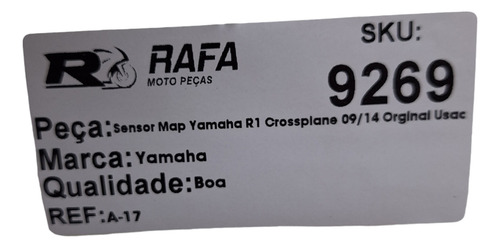 RAFA
MOTO PEÇAS
SKU:
9269
Peça:Sensor Map Yamaha R1 Crossplane 09/14 Orginal Usac
Marca:Yamaha
Qualidade:Boa
REF:A-17